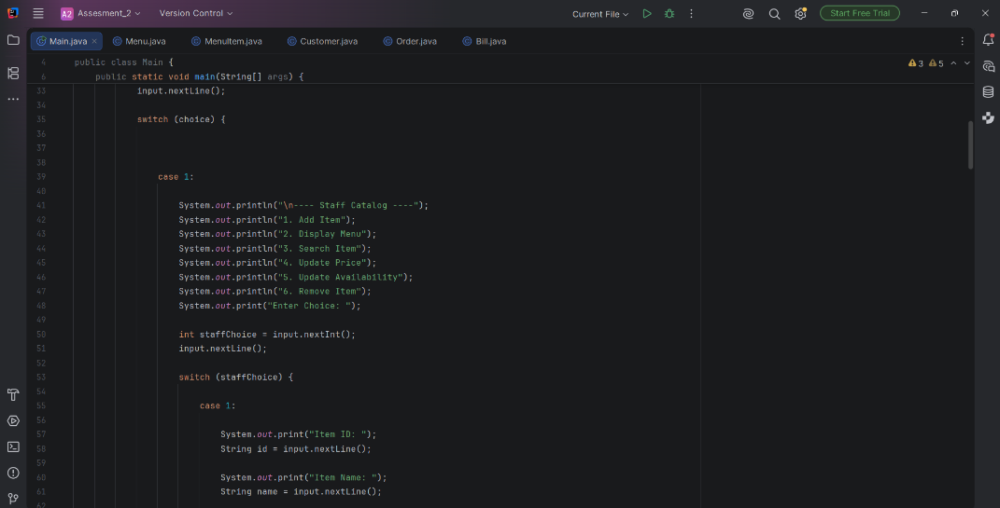 A2 Assesment_2 Version Control Current File Start Free Trial
Main.java Menu.java MenuItem.java Customer.java Order.java Bill.java
4 public class Main { 3 5
6 public static void main(String[] args) {
33 input.nextLine();
34
35 switch (choice) {
36
37
38
39 case 1:
40
41 System.out.println("\n---- Staff Catalog ----");
42 System.out.println("1. Add Item");
43 System.out.println("2. Display Menu");
44 System.out.println("3. Search Item");
45 System.out.println("4. Update Price");
46 System.out.println("5. Update Availability");
47 System.out.println("6. Remove Item");
48 System.out.print("Enter Choice: ");
49
50 int staffChoice = input.nextInt();
51 input.nextLine();
52
53 switch (staffChoice) {
54
55 case 1:
56
57 System.out.print("Item ID: ");
58 String id = input.nextLine();
59
60 System.out.print("Item Name: ");
61 String name = input.nextLine();
62